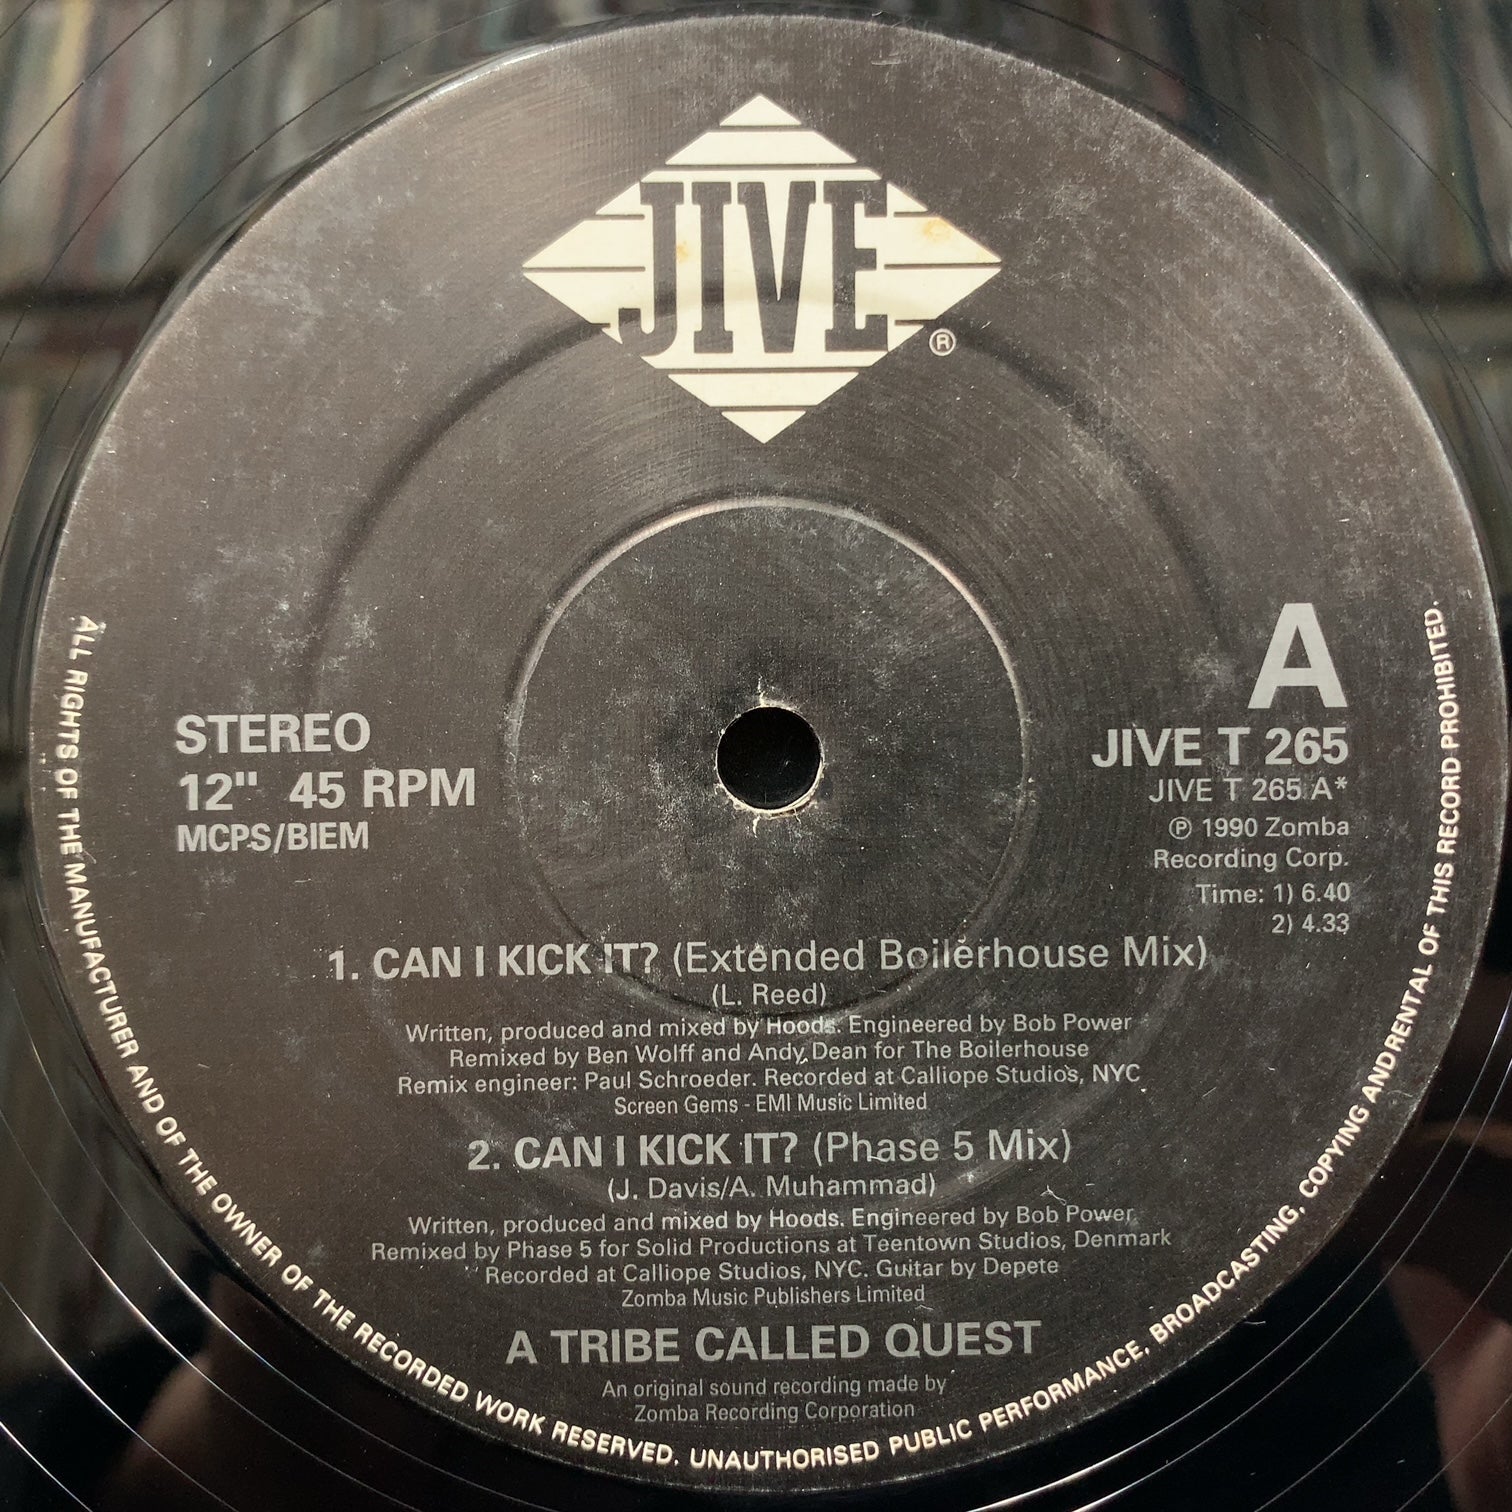 JIVE
®
A
STEREO
12" 45 RPM
MCPS/BIEM
JIVE T 265
JIVE T 265 A*
℗ 1990 Zomba
Recording Corp.
Time: 1) 6.40
2) 4.33
1. CAN I KICK IT? (Extended Boilerhouse Mix)
(L. Reed)
Written, produced and mixed by Hoods. Engineered by Bob Power
Remixed by Ben Wolff and Andy Dean for The Boilerhouse
Remix engineer: Paul Schroeder. Recorded at Calliope Studios, NYC
Screen Gems - EMI Music Limited
2. CAN I KICK IT? (Phase 5 Mix)
(J. Davis/A. Muhammad)
Written, produced and mixed by Hoods. Engineered by Bob Power
Remixed by Phase 5 for Solid Productions at Teentown Studios, Denmark
Recorded at Calliope Studios, NYC. Guitar by Depete
Zomba Music Publishers Limited
A TRIBE CALLED QUEST
An original sound recording made by
Zomba Recording Corporation
ALL RIGHTS OF THE MANUFACTURER AND OF THE OWNER OF THE RECORDED WORK RESERVED. UNAUTHORISED PUBLIC PERFORMANCE, BROADCASTING, COPYING AND RENTAL OF THIS RECORD PROHIBITED.